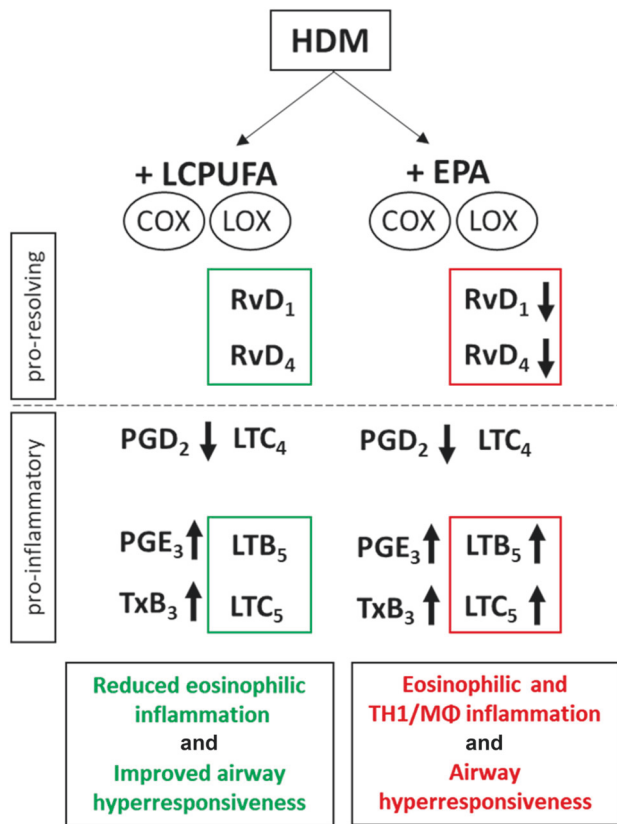 HDM
+ LCPUFA + EPA
COX LOX COX LOX
pro-resolving
RvD₁ RvD₁ ↓
RvD₄ RvD₄ ↓
pro-inflammatory
PGD₂ ↓ LTC₄ PGD₂ ↓ LTC₄
PGE₃ ↑ LTB₅ PGE₃ ↑ LTB₅ ↑
TxB₃ ↑ LTC₅ TxB₃ ↑ LTC₅ ↑
Reduced eosinophilic
inflammation
and
Improved airway
hyperresponsiveness
Eosinophilic and
TH1/MΦ inflammation
and
Airway
hyperresponsiveness